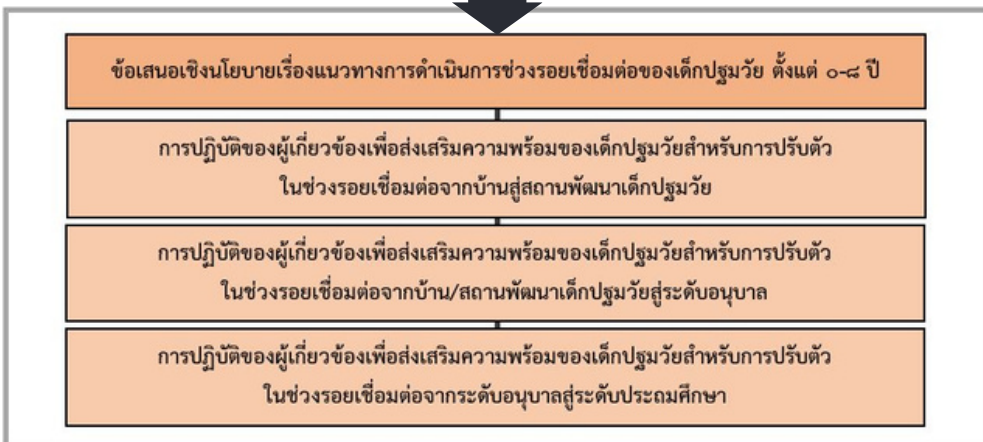 ข้อเสนอเชิงนโยบายเรื่องแนวทางการดำเนินการช่วงรอยเชื่อมต่อของเด็กปฐมวัย ตั้งแต่ ๐-๘ ปี
การปฏิบัติของผู้เกี่ยวข้องเพื่อส่งเสริมความพร้อมของเด็กปฐมวัยสำหรับการปรับตัว
ในช่วงรอยเชื่อมต่อจากบ้านสู่สถานพัฒนาเด็กปฐมวัย
การปฏิบัติของผู้เกี่ยวข้องเพื่อส่งเสริมความพร้อมของเด็กปฐมวัยสำหรับการปรับตัว
ในช่วงรอยเชื่อมต่อจากบ้าน/สถานพัฒนาเด็กปฐมวัยสู่ระดับอนุบาล
การปฏิบัติของผู้เกี่ยวข้องเพื่อส่งเสริมความพร้อมของเด็กปฐมวัยสำหรับการปรับตัว
ในช่วงรอยเชื่อมต่อจากระดับอนุบาลสู่ระดับประถมศึกษา